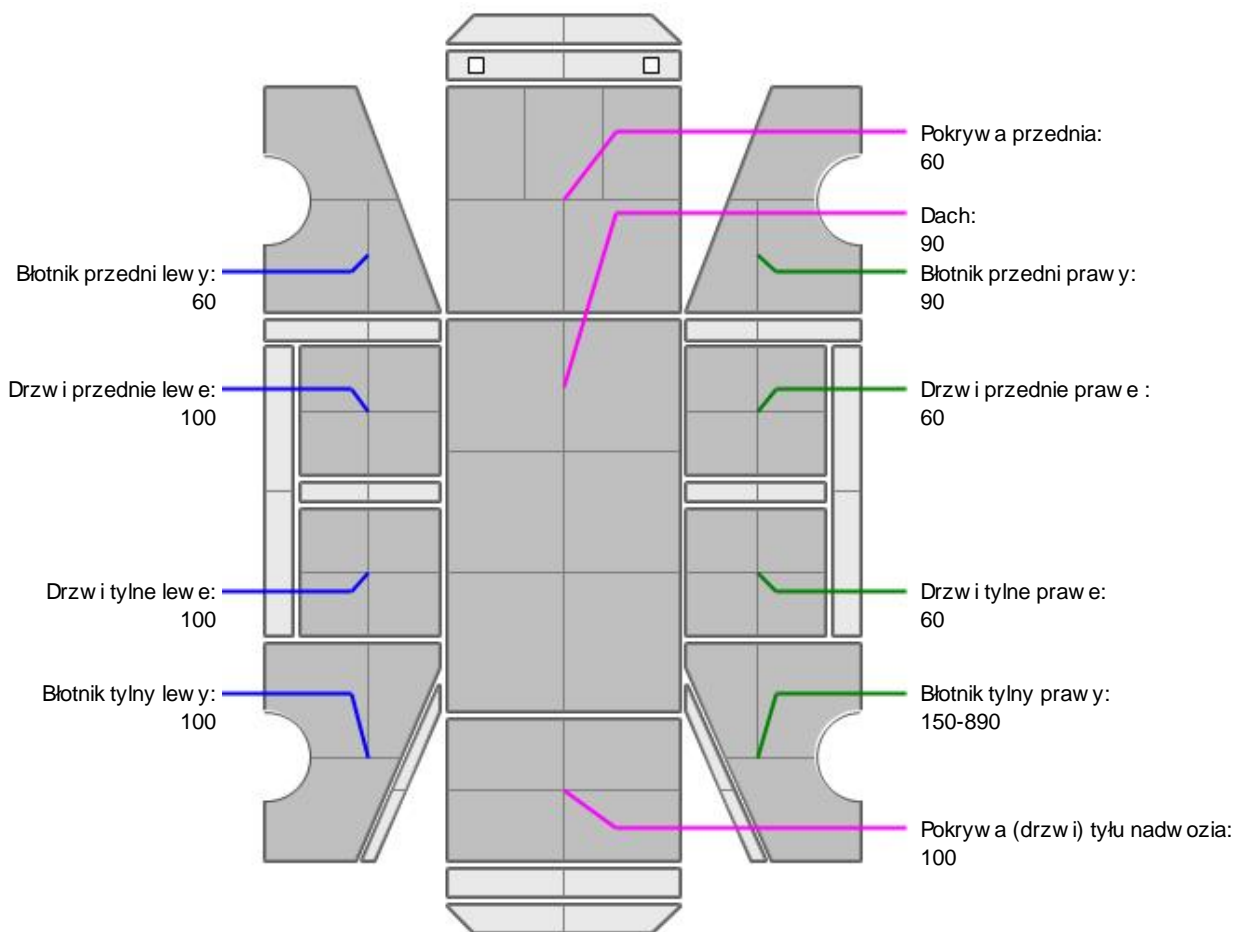 Pokrywa przednia:
60
Dach:
90
Błotnik przedni lewy:
60
Błotnik przedni prawy:
90
Drzwi przednie lewe:
100
Drzwi przednie prawe :
60
Drzwi tylne lewe:
100
Drzwi tylne prawe:
60
Błotnik tylny lewy:
100
Błotnik tylny prawy:
150-890
Pokrywa (drzwi) tyłu nadwozia:
100